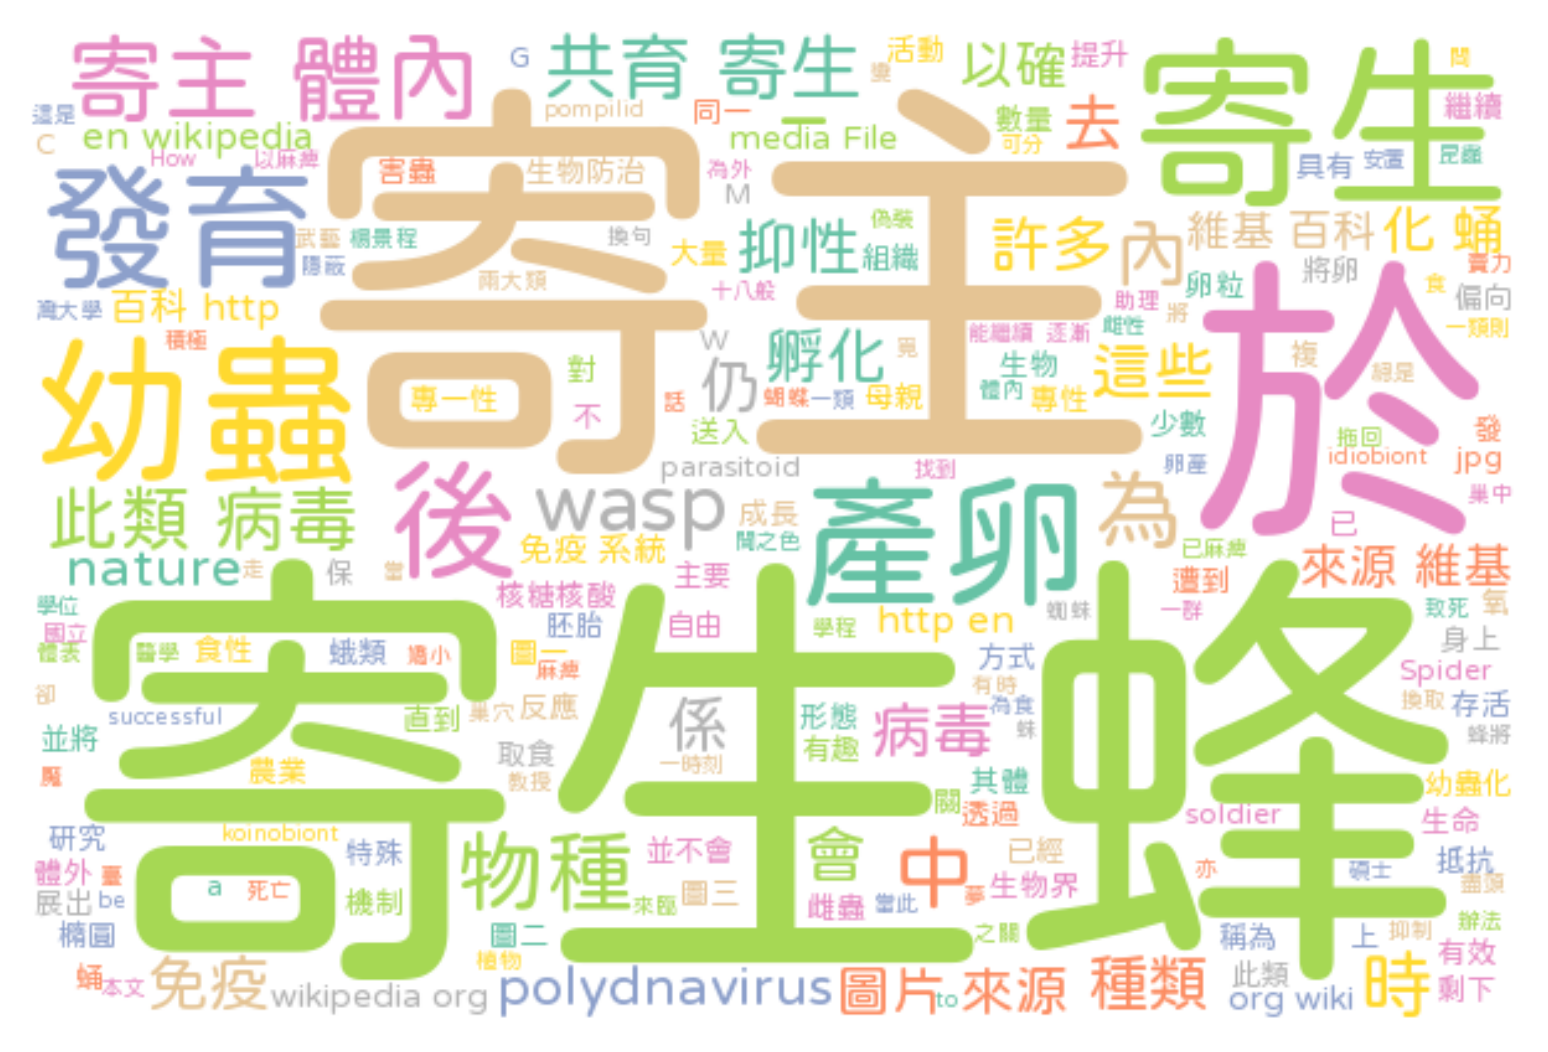 寄主 體內
G
共育 寄生
活動
以確
提升
寄生
問
這是
C
en wikipedia
How
以麻痺
pompilid
同一
media File
變
數量
可分
去
繼續
具有
安置
昆蟲
發育
寄主
害蟲
生物防治
為外
M
偽裝
武藝
楊景程
隱蔽
換句
兩大類
大量
抑性
組織
許多
內
維基 百科
化 蛹
將卵
賣力
食
偏向
一類則
灣大學
百科 http
積極
十八般
助理
卵粒
雌性
將
能繼續 逐漸
於
幼蟲
專一性
對
不
話
W
仍
孵化
覓
蝴蝶
一類
母親
生物
體內
專性
這些
複
總是
送入
少數
拖回
發
idiobiont
jpg
巢中
已
此類 病毒
後
parasitoid
wasp
找到
卵產
成長
聞之色
免疫 系統
產卵
為
已麻痺
來源 維基
nature
走
保
當
主要
核糖核酸
遭到
一群
致死
氧
學位
國立
體表
醫學
食性
蛾類
嬌小
圖一
麻痺
胚胎
自由
學程
http en
蜘蛛
身上
方式
有時
為食
蛛
Spider
換取
存活
蜂將
卻
寄生蜂
successful
直到
巢穴
反應
係
形態
有趣
病毒
並將
魔
農業
取食
教授
一時刻
其體
關
透過
soldier
幼蟲化
生命
koinobiont
研究
特殊
物種
並不會
會
中
已經
亦
抵抗
碩士
盡頭
體外
臺
a
死亡
機制
來臨
圖三
雌蟲
當此
夢
生物界
展出
be
橢圓
圖二
植物
之關
稱為
上
抑制
辦法
有效
蛹
本文
免疫
wikipedia org
polydnavirus
圖片
to
來源
種類
此類
org wiki
時
剩下